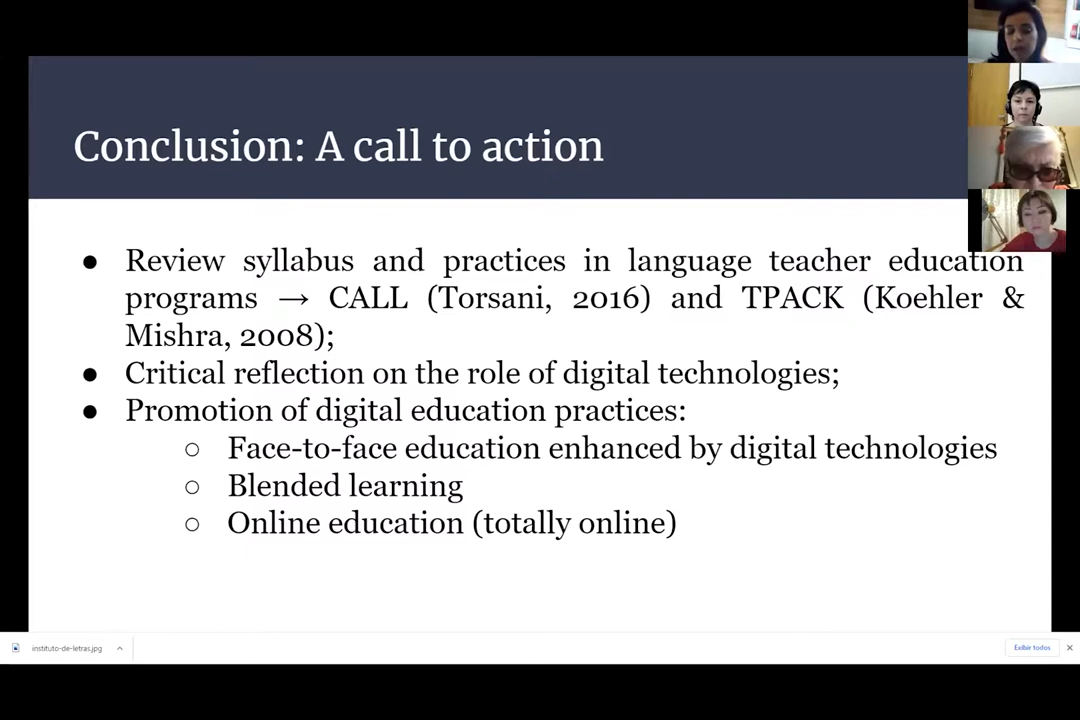 Conclusion: A call to action
● Review syllabus and practices in language teacher education
programs → CALL (Torsani, 2016) and TPACK (Koehler &
Mishra, 2008);
● Critical reflection on the role of digital technologies;
● Promotion of digital education practices:
○ Face-to-face education enhanced by digital technologies
○ Blended learning
○ Online education (totally online)
instituto-de-letras.jpg
Exibir todos